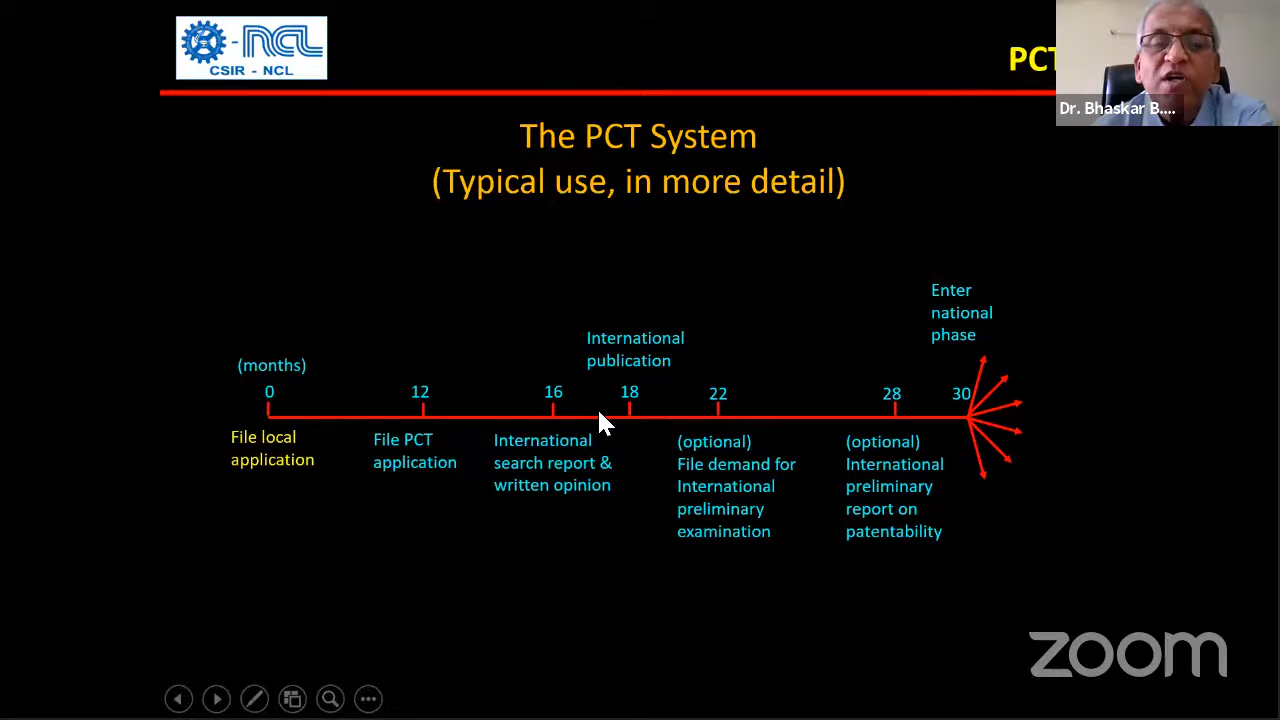 NCL
CSIR - NCL
PCT
Dr. Bhaskar B....
The PCT System
(Typical use, in more detail)
Enter
national
phase
International
publication
(months)
0 12 16 18 22 28 30
File local
application
File PCT
application
International
search report &
written opinion
(optional)
File demand for
International
preliminary
examination
(optional)
International
preliminary
report on
patentability
zoom